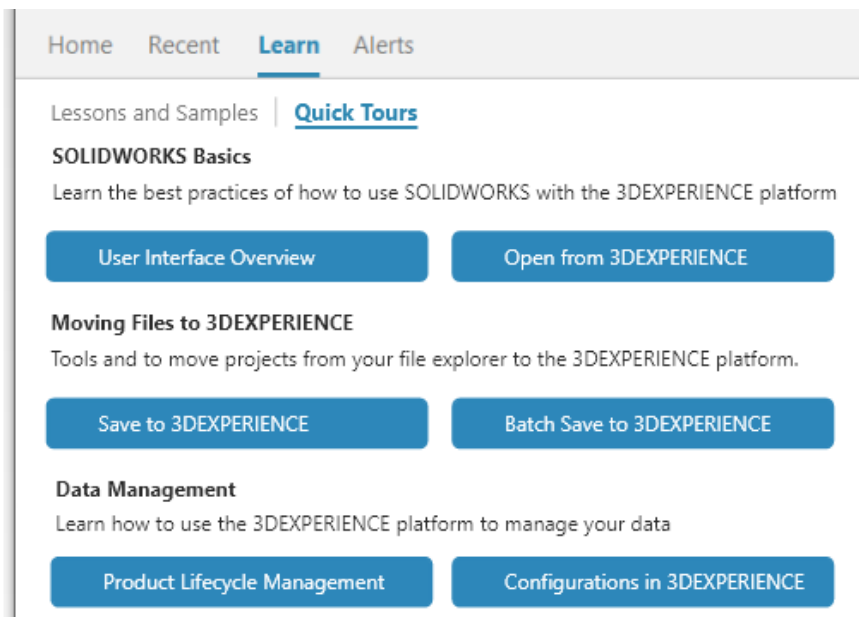 Home Recent Learn Alerts
Lessons and Samples Quick Tours
SOLIDWORKS Basics
Learn the best practices of how to use SOLIDWORKS with the 3DEXPERIENCE platform
User Interface Overview Open from 3DEXPERIENCE
Moving Files to 3DEXPERIENCE
Tools and to move projects from your file explorer to the 3DEXPERIENCE platform.
Save to 3DEXPERIENCE Batch Save to 3DEXPERIENCE
Data Management
Learn how to use the 3DEXPERIENCE platform to manage your data
Product Lifecycle Management Configurations in 3DEXPERIENCE